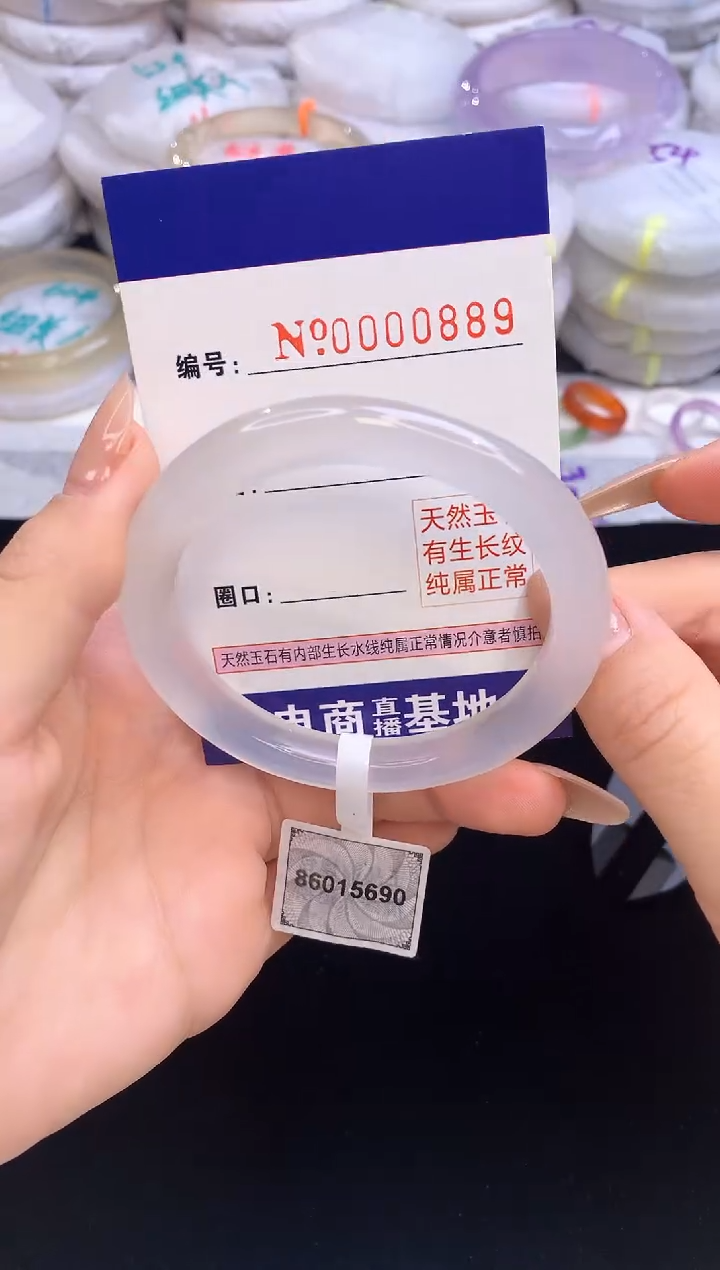 编号: №0000889
天然玉
有生长纹
纯属正常
圈口:
天然玉石有内部生长水线纯属正常情况介意者慎拍
电商直播基地
86015690